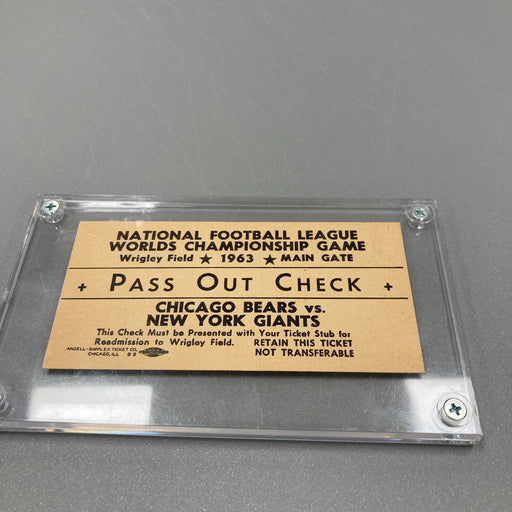 NATIONAL FOOTBALL LEAGUE
WORLDS CHAMPIONSHIP GAME
Wrigley Field ★ 1963 ★ MAIN GATE
+ PASS OUT CHECK +
CHICAGO BEARS vs.
NEW YORK GIANTS
This Check Must be Presented with Your Ticket Stub for
Readmission to Wrigley Field. RETAIN THIS TICKET
NOT TRANSFERABLE
ANSELL-SIMPLEX TICKET CO.
CHICAGO, ILL